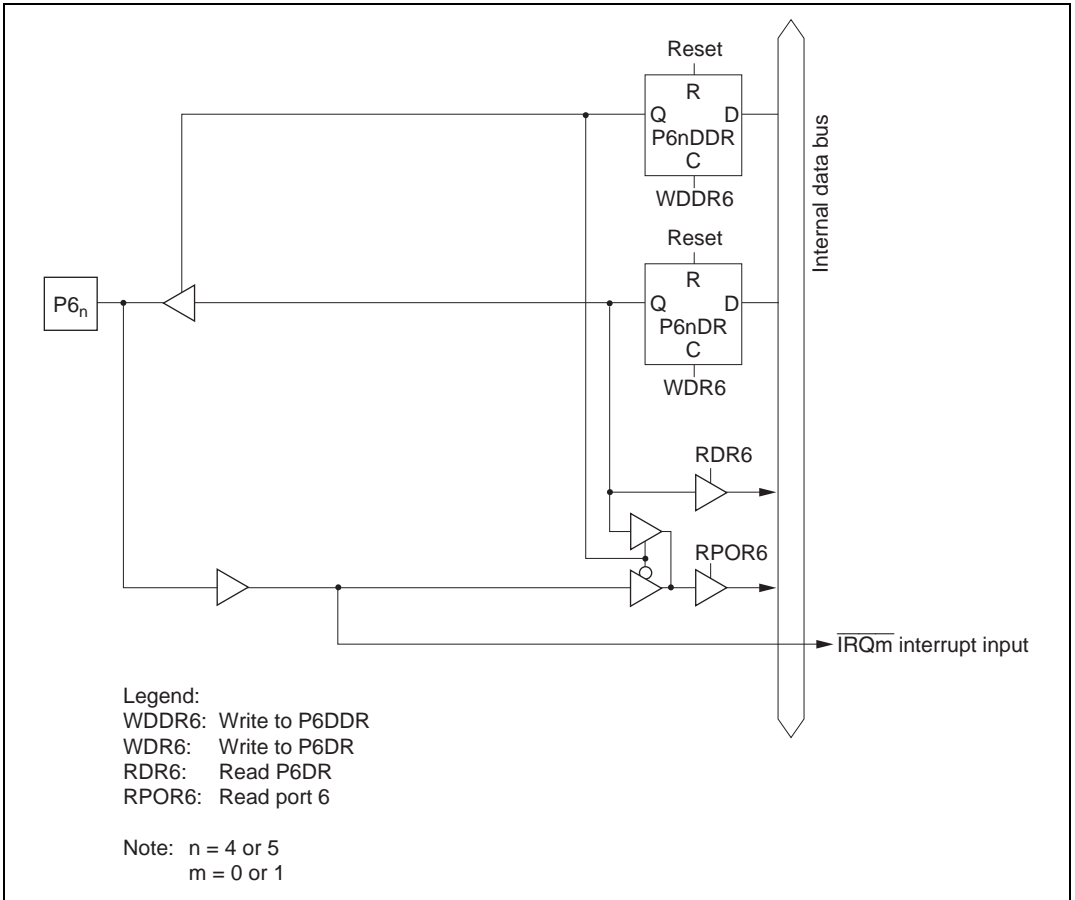 Reset
R
Q D
P6nDDR
C
WDDR6
Internal data bus
Reset
R
P6n
Q D
P6nDR
C
WDR6
RDR6
RPOR6
IRQm interrupt input
Legend:
WDDR6: Write to P6DDR
WDR6: Write to P6DR
RDR6: Read P6DR
RPOR6: Read port 6
Note: n = 4 or 5
m = 0 or 1